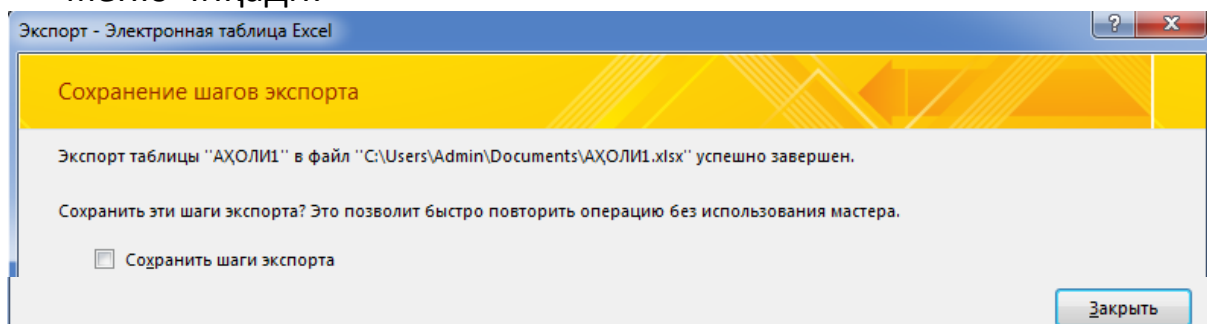 Экспорт - Электронная таблица Excel
Сохранение шагов экспорта
Экспорт таблицы "АҲОЛИ1" в файл "C:\Users\Admin\Documents\АҲОЛИ1.xlsx" успешно завершен.
Сохранить эти шаги экспорта? Это позволит быстро повторить операцию без использования мастера.
Сохранить шаги экспорта
Закрыть